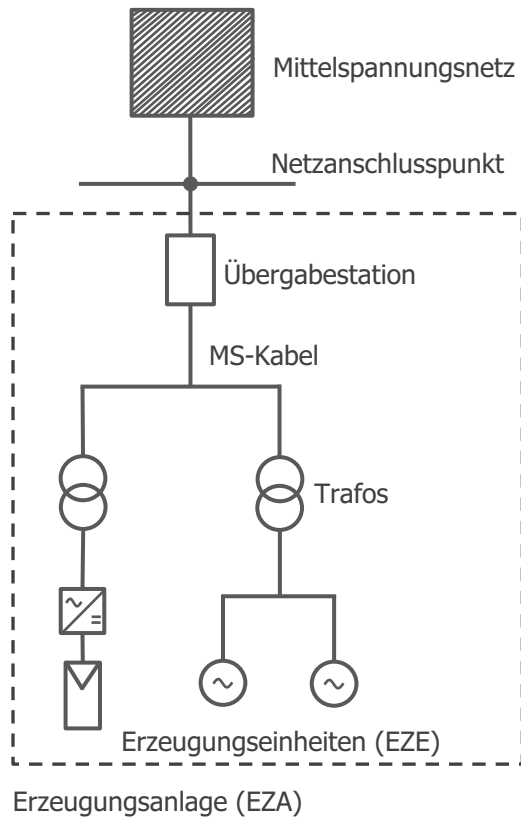 Mittelspannungsnetz
Netzanschlusspunkt
Übergabestation
MS-Kabel
Trafos
Erzeugungseinheiten (EZE)
Erzeugungsanlage (EZA)